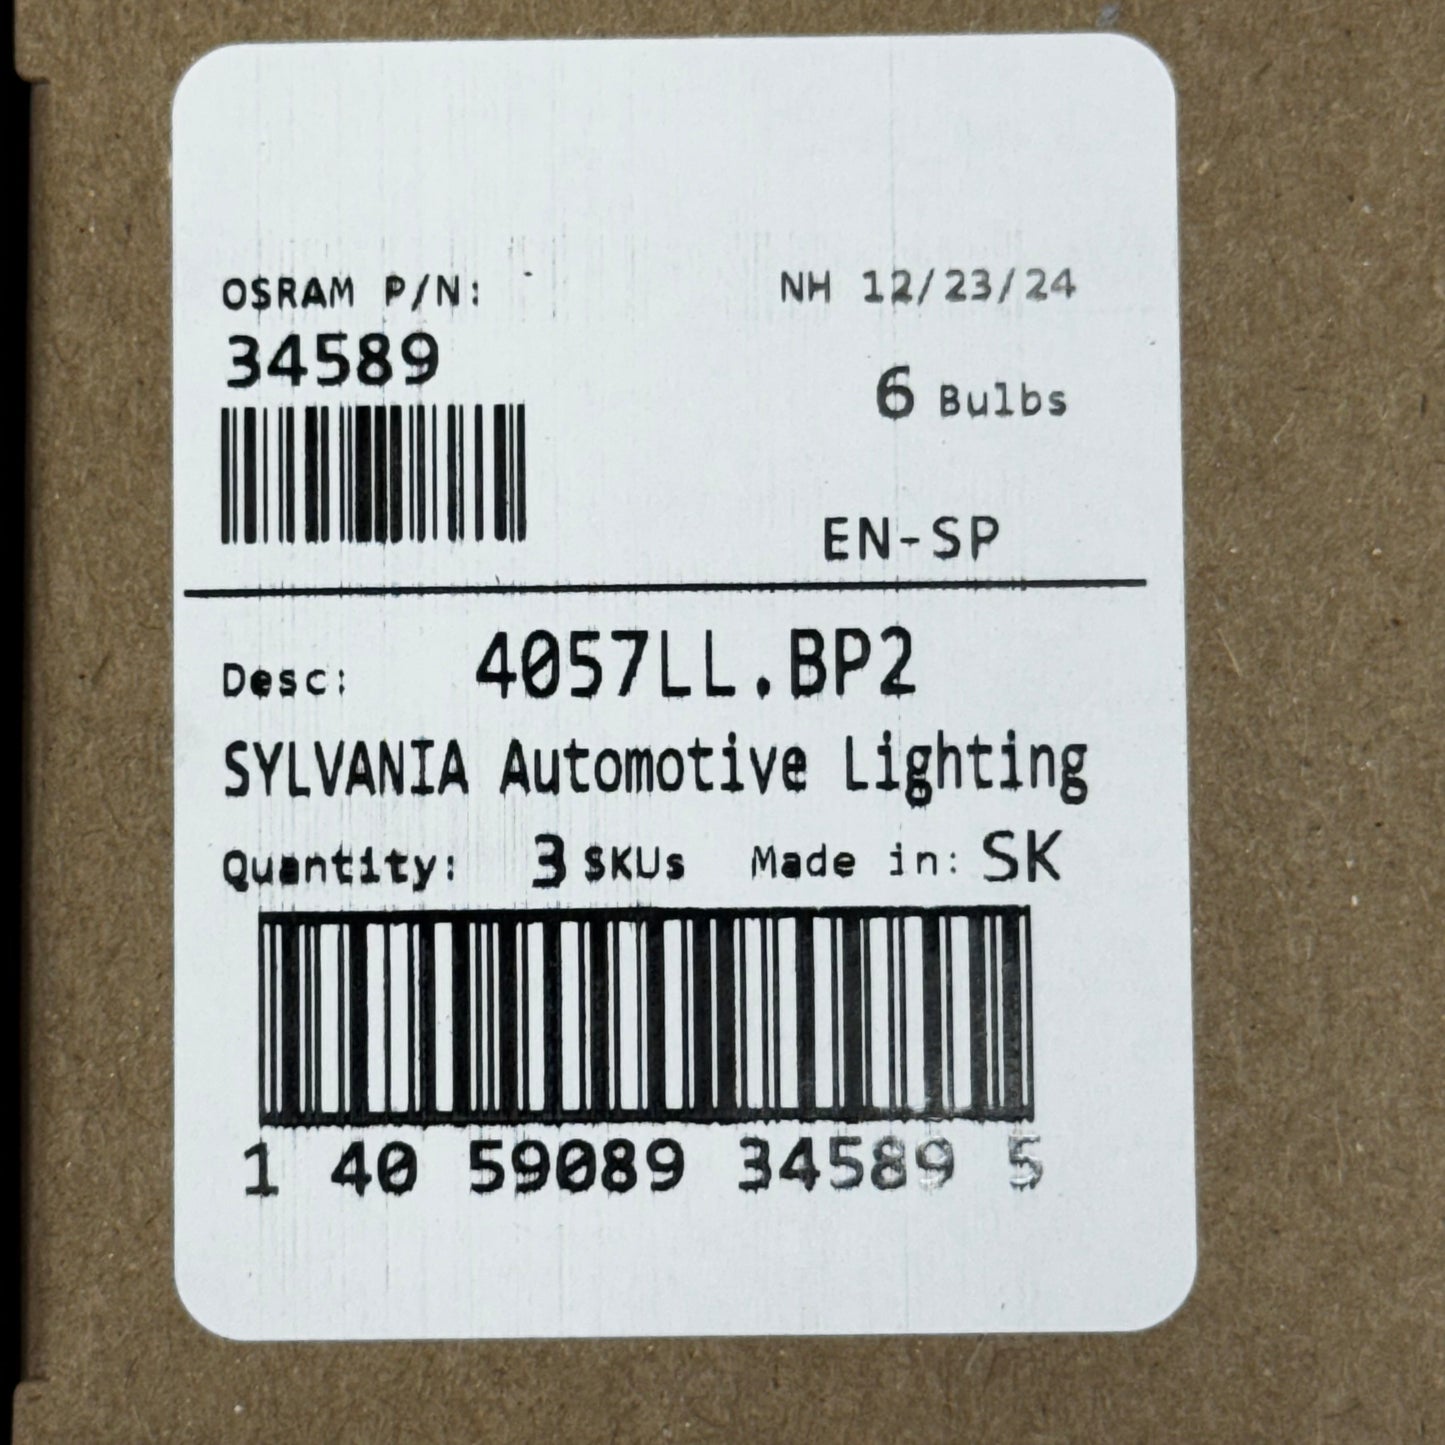 OSRAM P/N:
NH 12/23/24
34589
6 Bulbs
EN-SP
Desc: 4057LL.BP2
SYLVANIA Automotive Lighting
Quantity: 3 SKUs Made in: SK
1 40 59089 34589 5